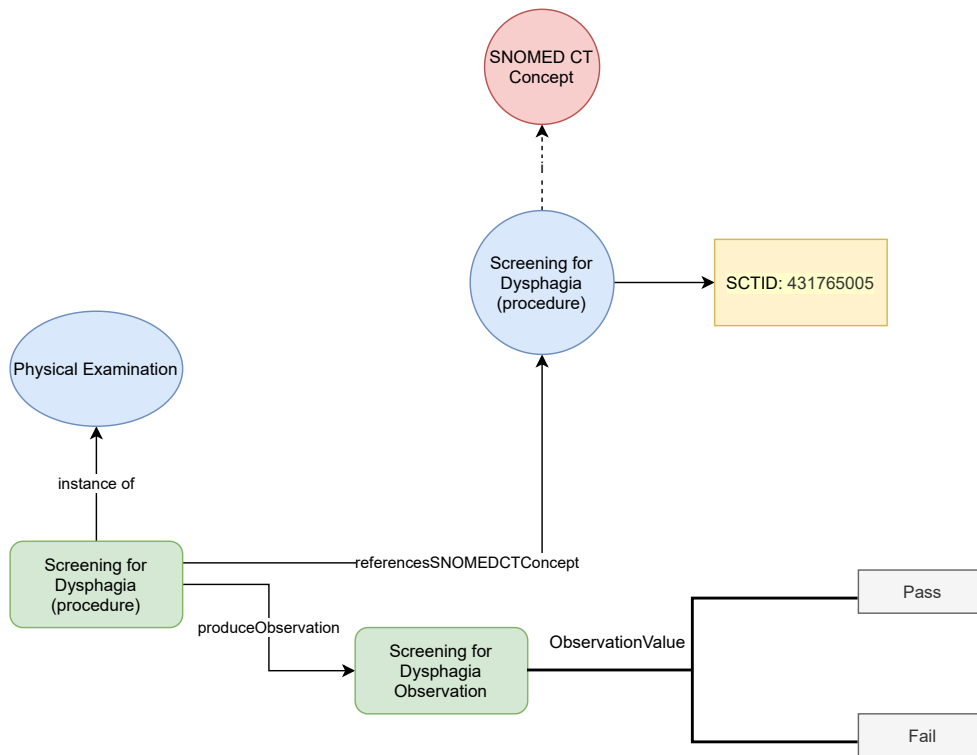 SNOMED CT
Concept
Screening for
Dysphagia
(procedure)
SCTID: 431765005
Physical Examination
instance of
Screening for
Dysphagia
(procedure)
referencesSNOMEDCTConcept
produceObservation
Screening for
Dysphagia
Observation
ObservationValue
Pass
Fail